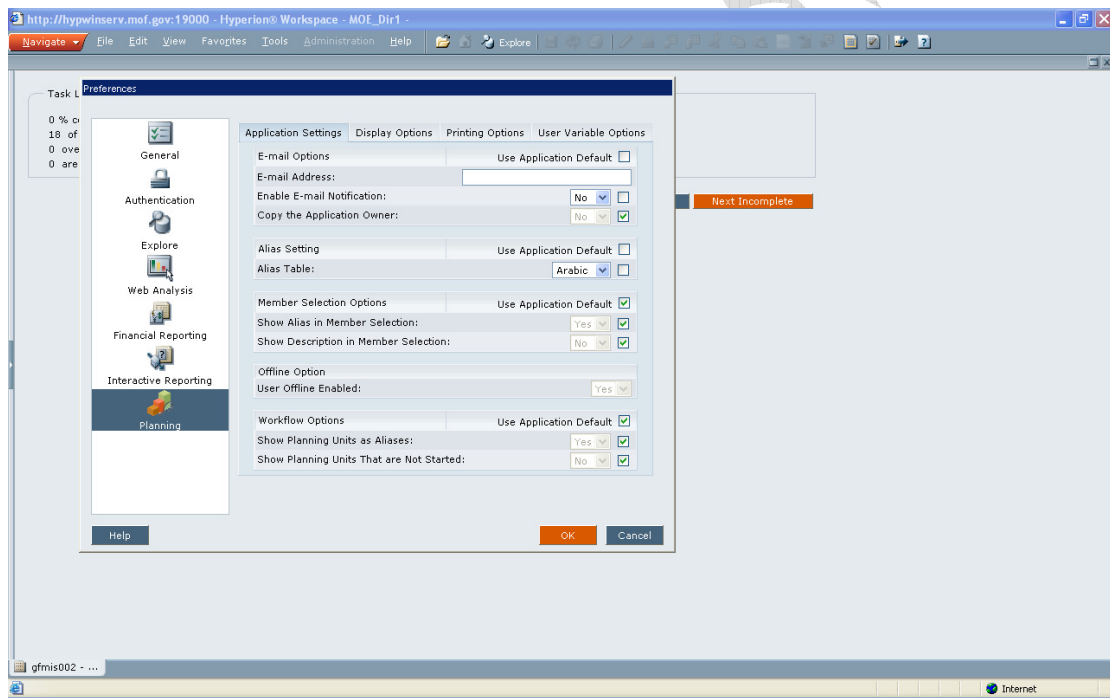 http://hypwinserv.mof.gov:19000 - Hyperion® Workspace - MOE_Dir1 -
Navigate File Edit View Favorites Tools Administration Help Explore
Task L
0 % c
18 of
0 ove
0 are
Preferences
General
Authentication
Explore
Web Analysis
Financial Reporting
Interactive Reporting
Planning
Application Settings Display Options Printing Options User Variable Options
E-mail Options Use Application Default
E-mail Address:
Enable E-mail Notification: No
Copy the Application Owner: No
Alias Setting Use Application Default
Alias Table: Arabic
Member Selection Options Use Application Default
Show Alias in Member Selection: Yes
Show Description in Member Selection: No
Offline Option
User Offline Enabled: Yes
Workflow Options Use Application Default
Show Planning Units as Aliases: Yes
Show Planning Units That are Not Started: No
Help OK Cancel
Next Incomplete
gfmis002 - ...
Internet